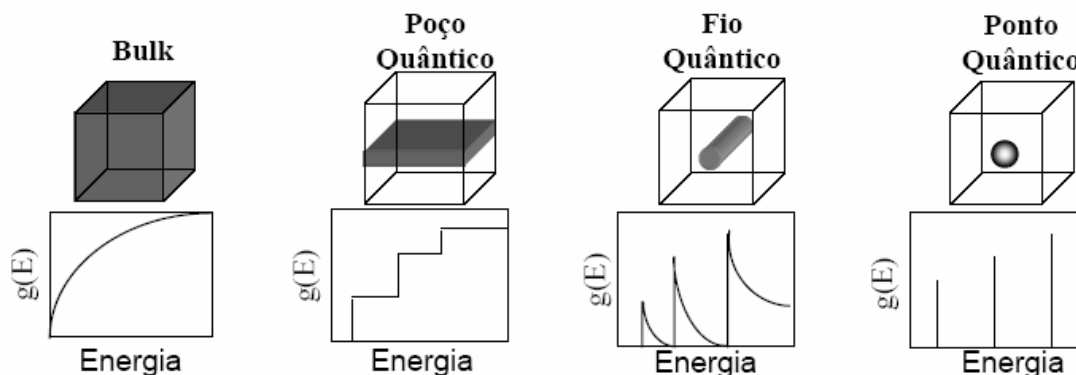 Bulk
Poço
Quântico
Fio
Quântico
Ponto
Quântico
g(E)
Energia
g(E)
Energia
g(E)
Energia
g(E)
Energia